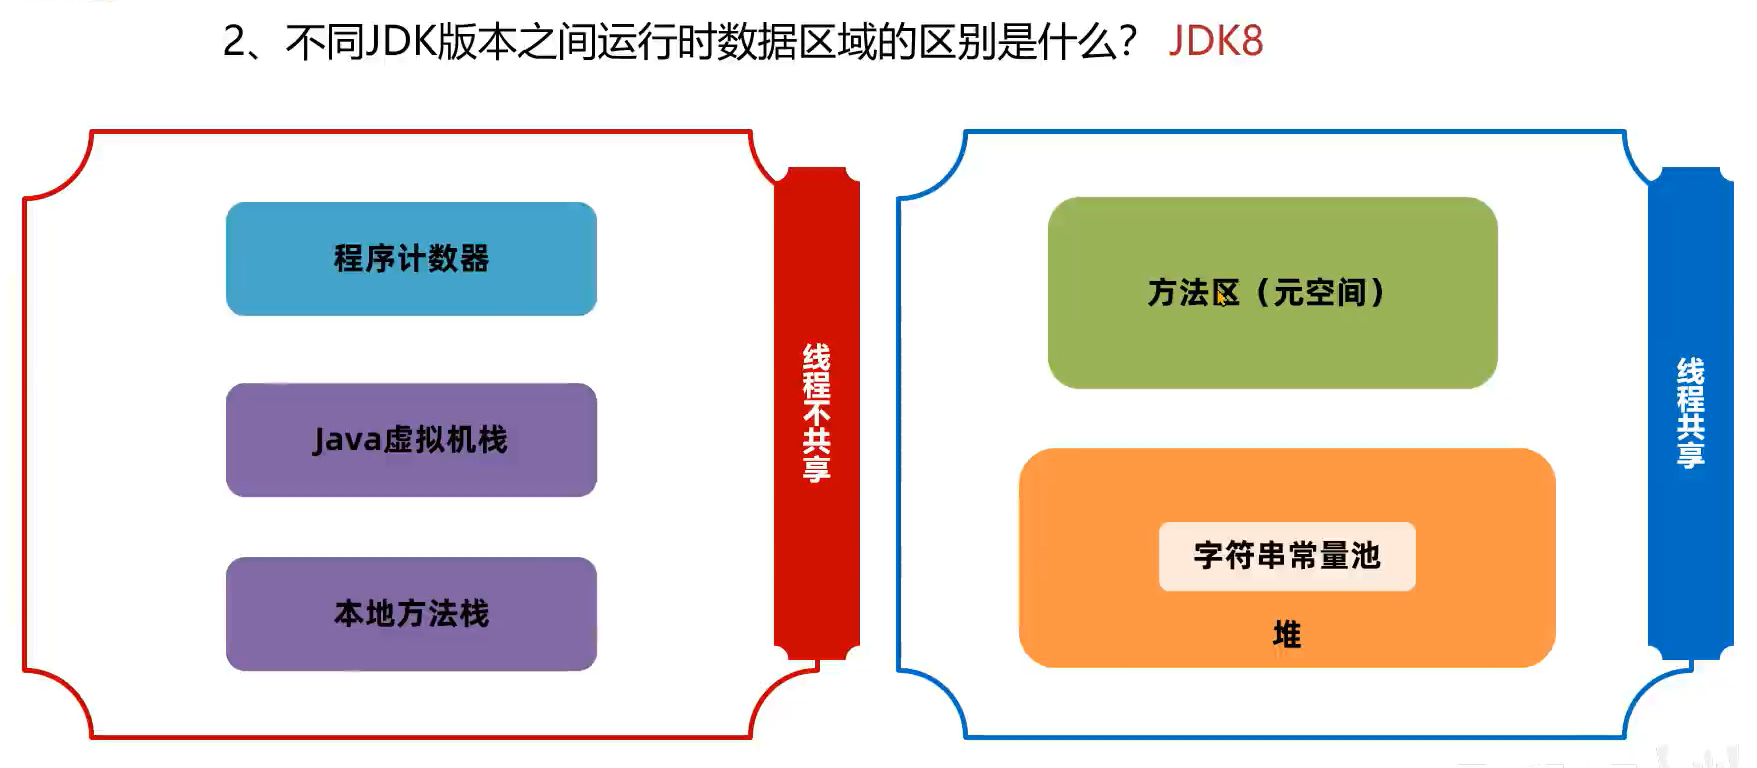 2、不同JDK版本之间运行时数据区域的区别是什么？ JDK8
程序计数器
Java虚拟机栈
本地方法栈
线程不共享
方法区（元空间）
字符串常量池
堆
线程共享